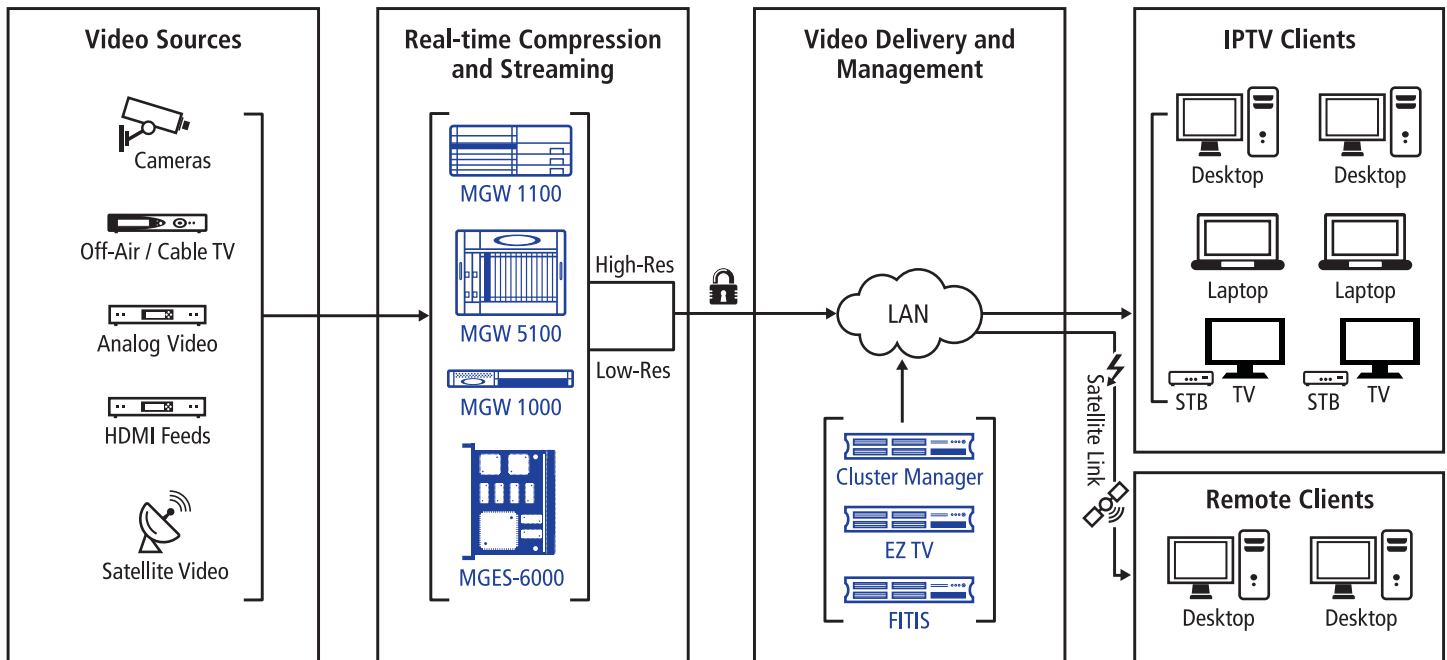 Video Sources
Cameras
Off-Air / Cable TV
Analog Video
HDMI Feeds
Satellite Video
Real-time Compression
and Streaming
MGW 1100
MGW 5100
MGW 1000
MGES-6000
High-Res
Low-Res
Video Delivery and
Management
LAN
Cluster Manager
EZ TV
FITIS
Satellite Link
IPTV Clients
Desktop
Desktop
Laptop
Laptop
STB
TV
STB
TV
Remote Clients
Desktop
Desktop